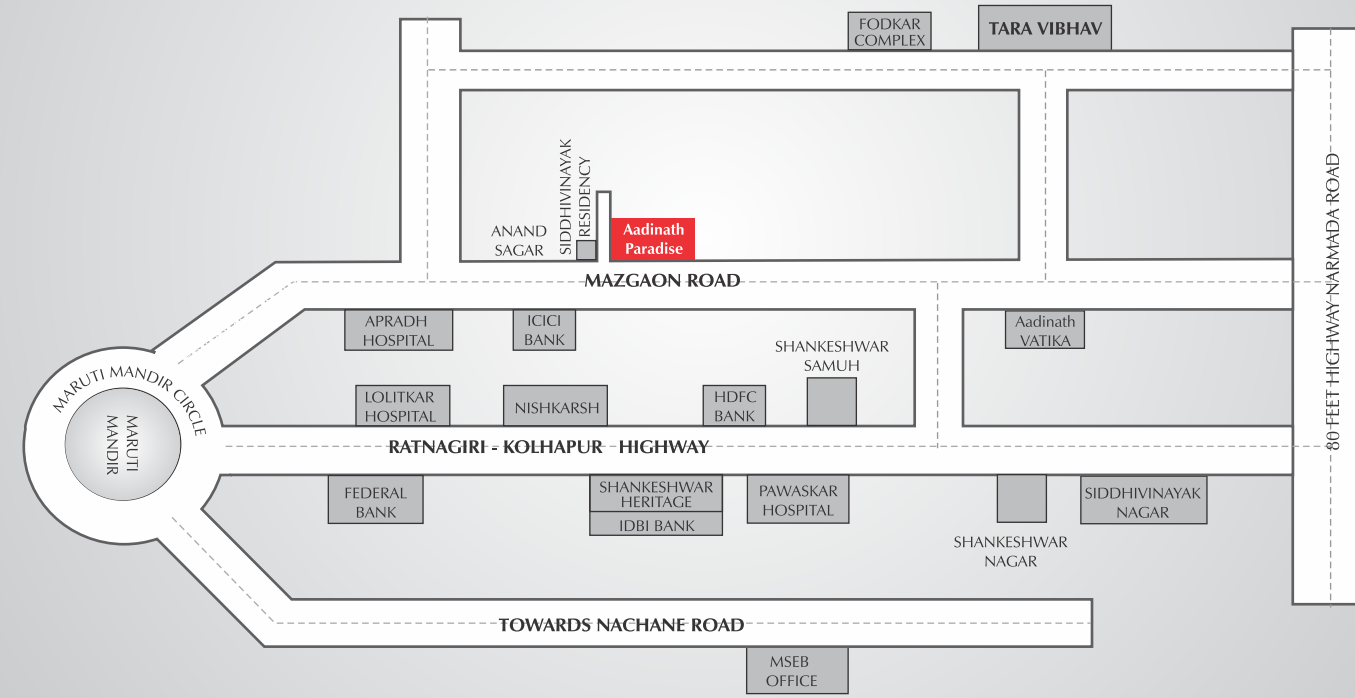 FODKAR
COMPLEX
TARA VIBHAV
SIDDHIVINAYAK
RESIDENCY
ANAND
SAGAR
Aadinath
Paradise
MAZGAON ROAD
80 FEET HIGHWAY NARMADA ROAD
APRADH
HOSPITAL
ICICI
BANK
Aadinath
VATIKA
SHANKESHWAR
SAMUH
MARUTI MANDIR CIRCLE
MARUTI
MANDIR
LOLITKAR
HOSPITAL
NISHKARSH
HDFC
BANK
RATNAGIRI - KOLHAPUR HIGHWAY
FEDERAL
BANK
SHANKESHWAR
HERITAGE
IDBI BANK
PAWASKAR
HOSPITAL
SHANKESHWAR
NAGAR
SIDDHIVINAYAK
NAGAR
TOWARDS NACHANE ROAD
MSEB
OFFICE